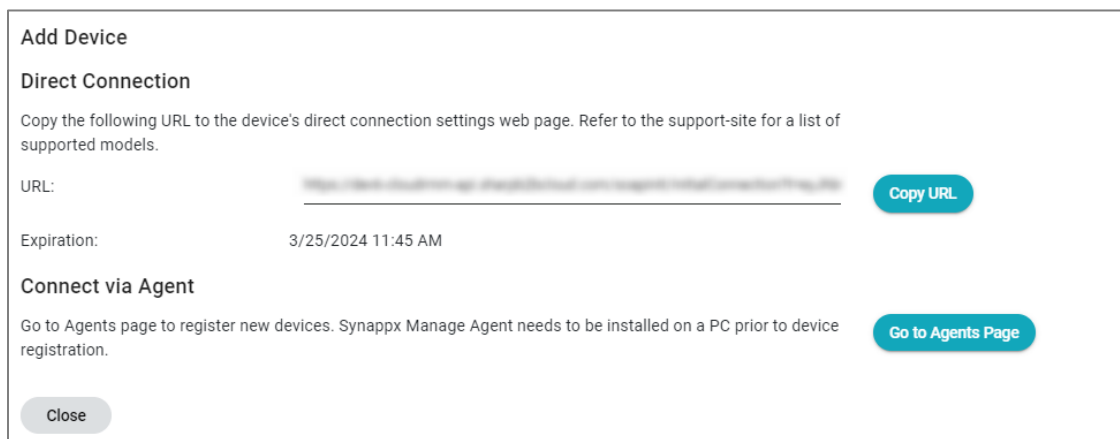 Add Device
Direct Connection
Copy the following URL to the device's direct connection settings web page. Refer to the support-site for a list of
supported models.
URL:
Copy URL
Expiration: 3/25/2024 11:45 AM
Connect via Agent
Go to Agents page to register new devices. Synappx Manage Agent needs to be installed on a PC prior to device
registration.
Go to Agents Page
Close